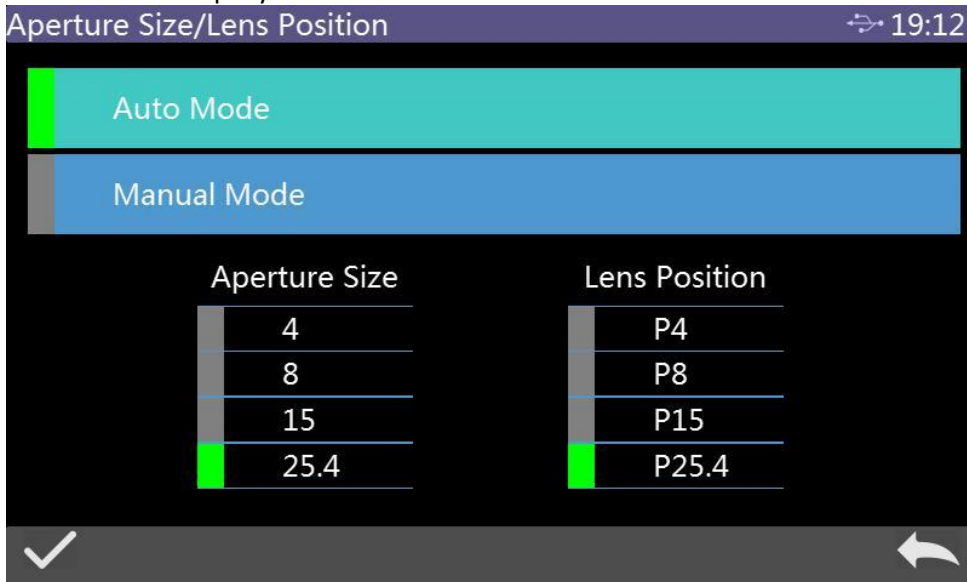 Aperture Size/Lens Position 19:12
Auto Mode
Manual Mode
Aperture Size Lens Position
4 P4
8 P8
15 P15
25.4 P25.4